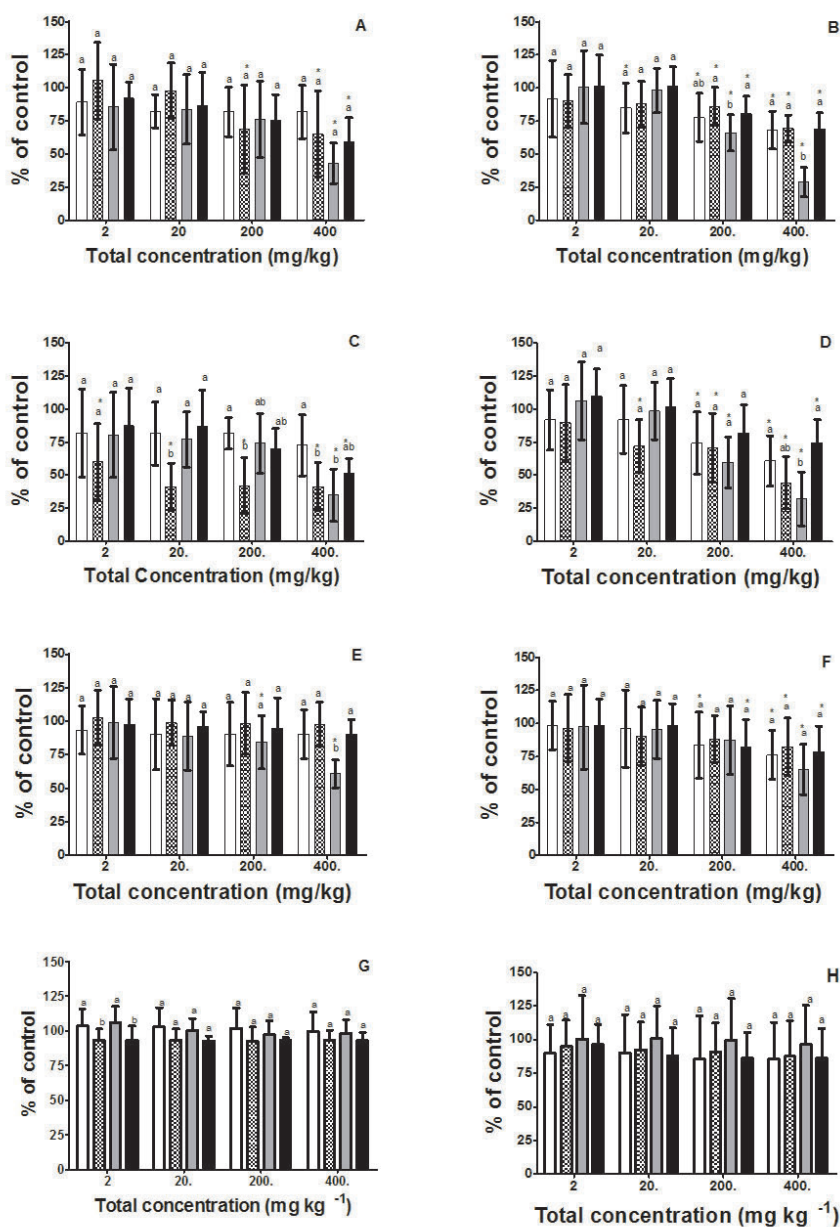 A
% of control
150
125
100
75
50
25
0
a a a a a a a a a * a a a a * a * a * a
2 20. 200 400
Total concentration (mg/kg)
B
% of control
150
125
100
75
50
25
0
a a a a * a a a a * ab * a * b * a * a * a * b * a
2 20. 200. 400.
Total concentration (mg/kg)
C
% of control
150
125
100
75
50
25
0
a * a a a a * b a a a * b ab ab a * b * b * ab
2 20. 200. 400.
Total Concentration (mg/kg)
D
% of control
150
125
100
75
50
25
0
a a a a a * a a a * a * a * a a * a * ab * b * a
2 20. 200. 400.
Total concentration (mg/kg)
E
% of control
150
125
100
75
50
25
0
a a a a a a a a a a * a a a a * b a
2 20. 200. 400.
Total concentration (mg/kg)
F
% of control
150
125
100
75
50
25
0
a a a a a a a a * a a a * a * a * a * a * a
2 20. 200. 400.
Total concentration (mg/kg)
G
% of control
150
125
100
75
50
25
0
a b a b a a a a a a a a a a a a
2 20. 200. 400.
Total concentration (mg kg -1)
H
% of control
150
125
100
75
50
25
0
a a a a a a a a a a a a a a a a
2 20. 200. 400.
Total concentration (mg kg -1)